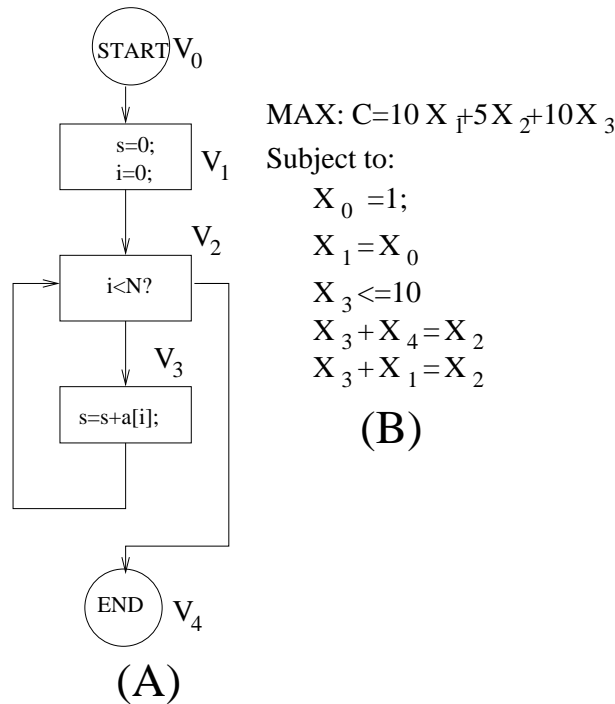 START
V0
s=0;
i=0;
V1
V2
i<N?
V3
s=s+a[i];
END
V4
(A)
MAX: C=10 X1+5X2+10X3
Subject to:
X0 =1;
X1=X0
X3<=10
X3+X4=X2
X3+X1=X2
(B)